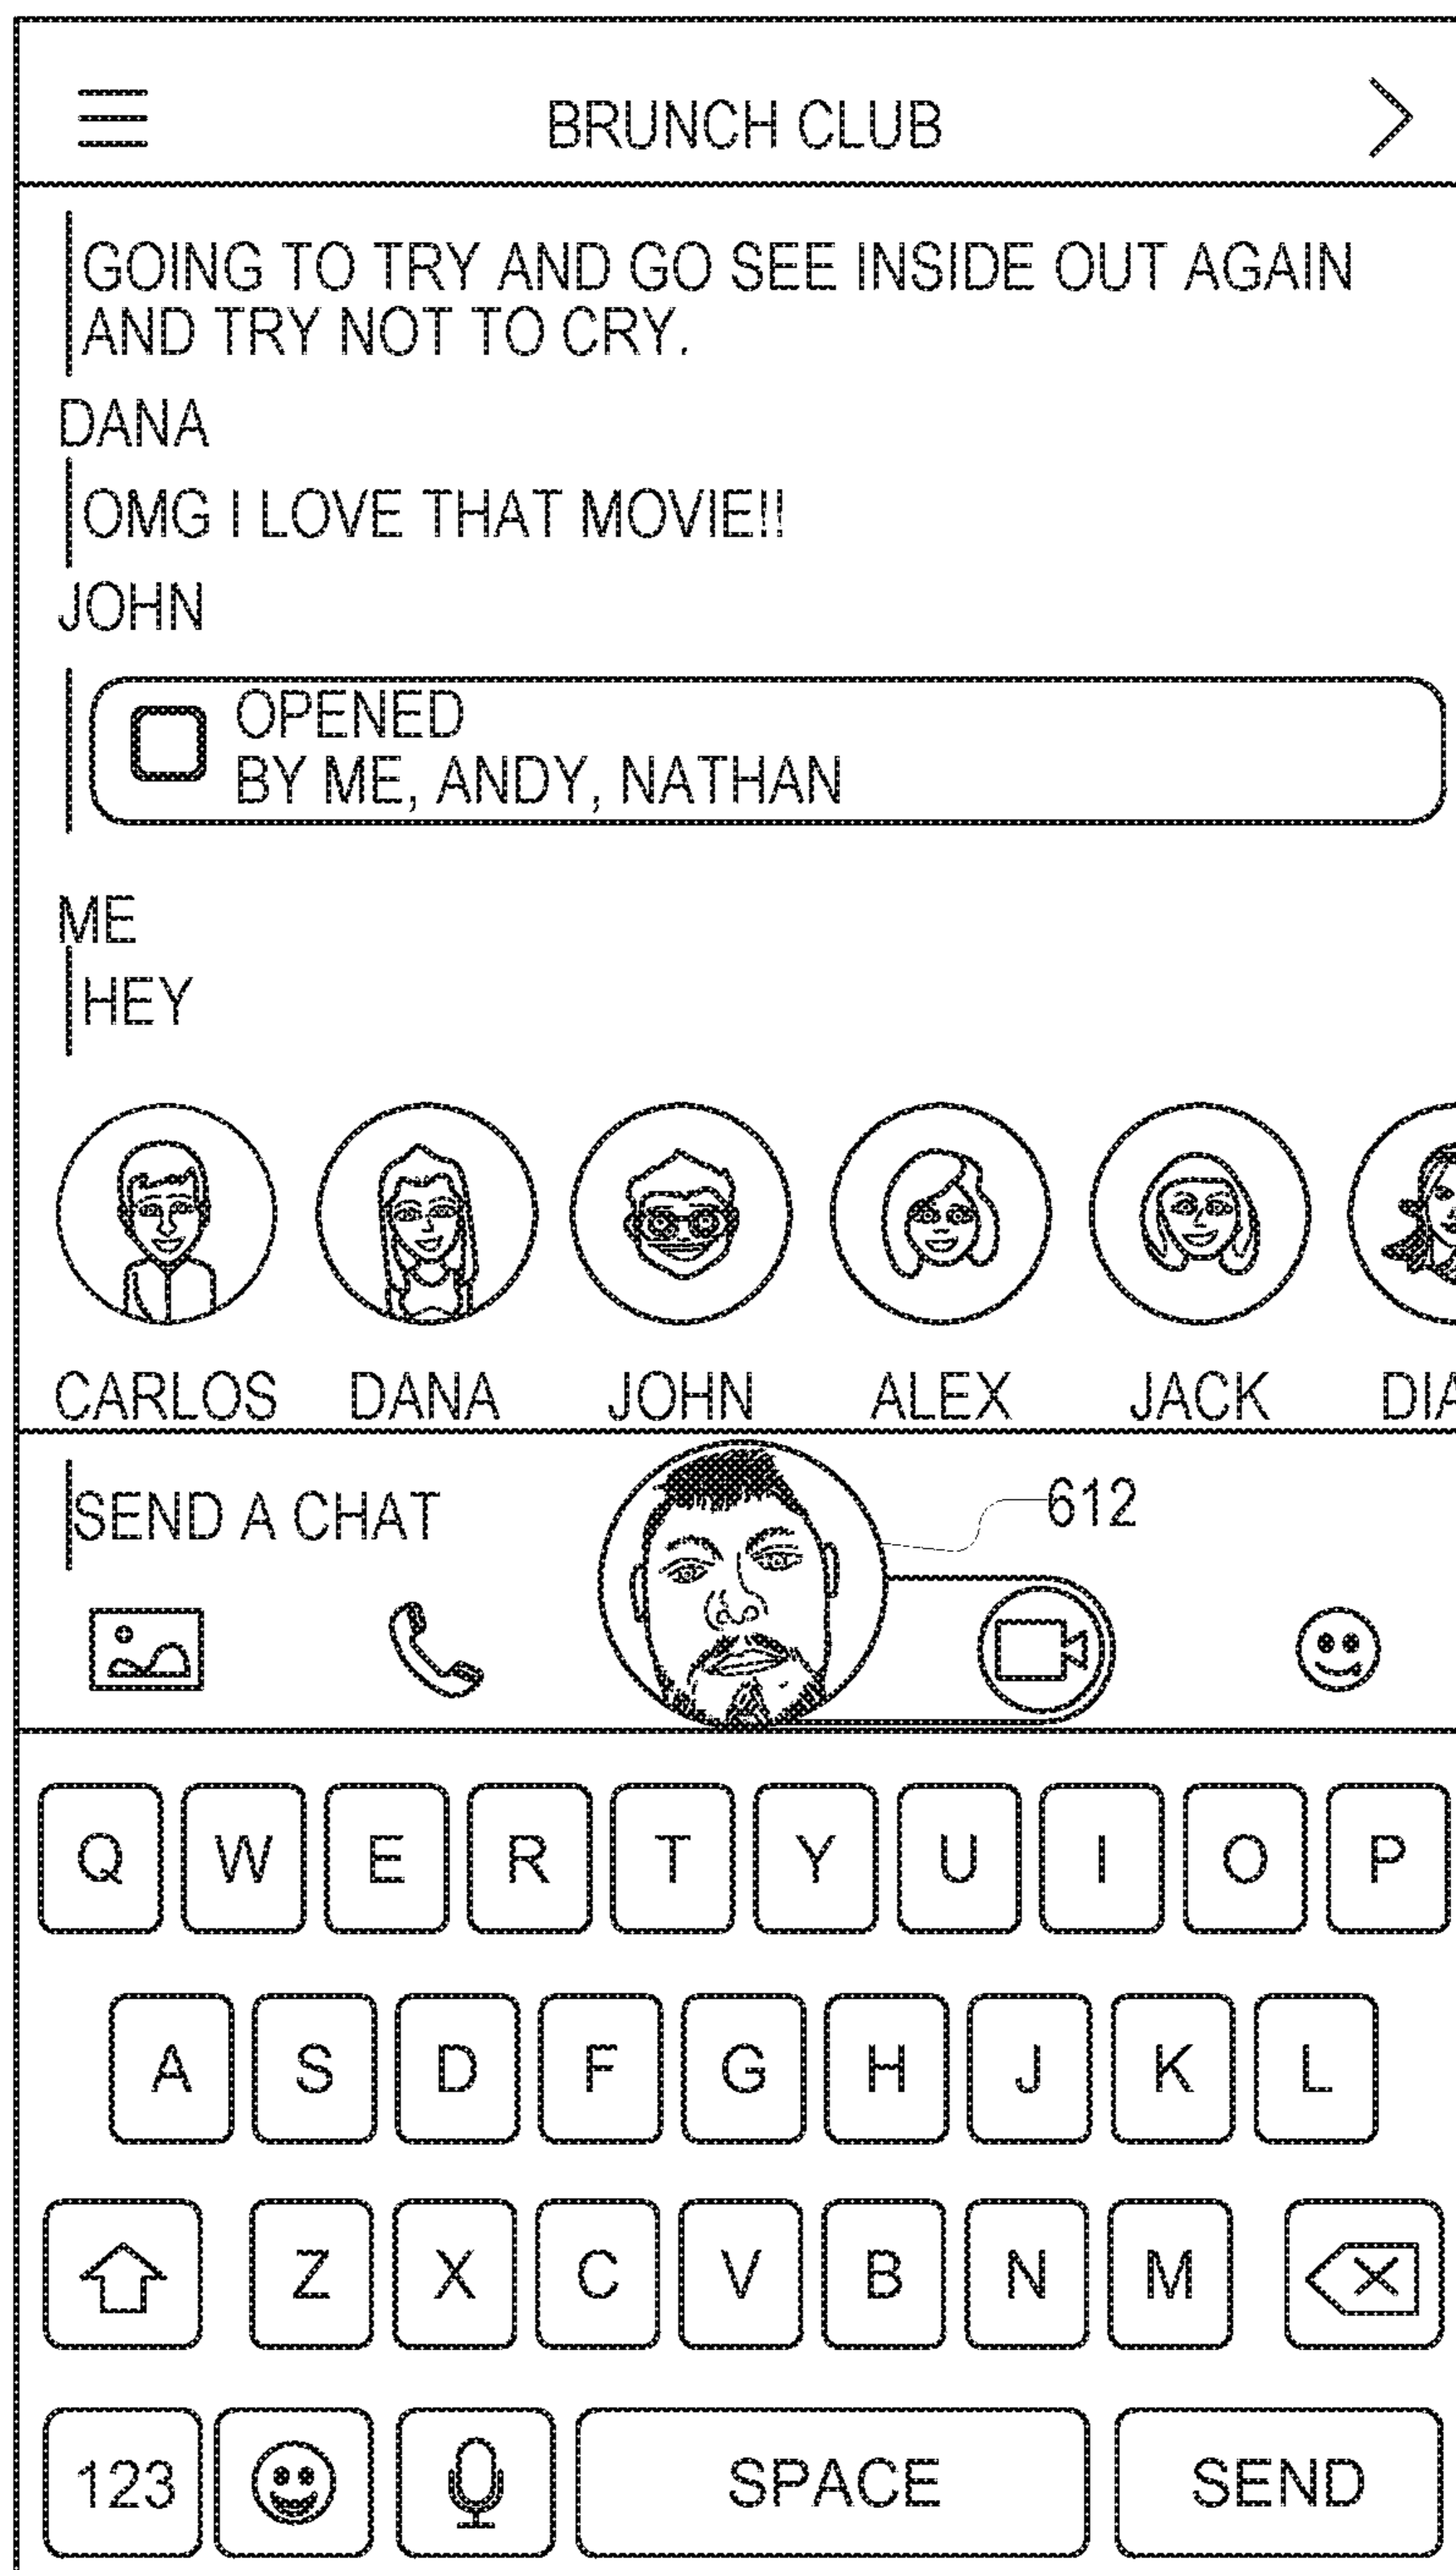 BRUNCH CLUB
GOING TO TRY AND GO SEE INSIDE OUT AGAIN
AND TRY NOT TO CRY.
DANA
OMG I LOVE THAT MOVIE!!
JOHN
OPENED
BY ME, ANDY, NATHAN
ME
HEY
CARLOS DANA JOHN ALEX JACK DIA
SEND A CHAT
612
Q W E R T Y U I O P
A S D F G H J K L
Z X C V B N M
123 SPACE SEND